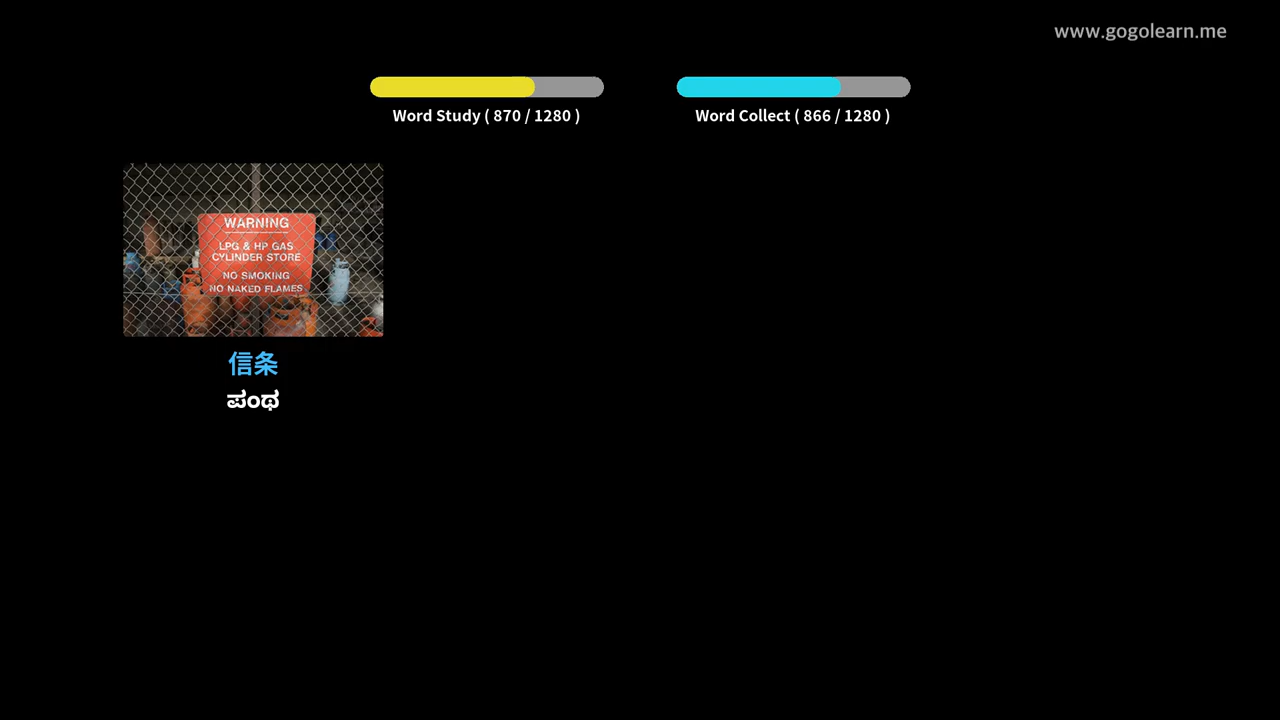 www.gogolearn.me
Word Study ( 870 / 1280 )
Word Collect ( 866 / 1280 )
WARNING
LPG & HP GAS
CYLINDER STORE
NO SMOKING
NO NAKED FLAMES
信条
ಪಂಥ